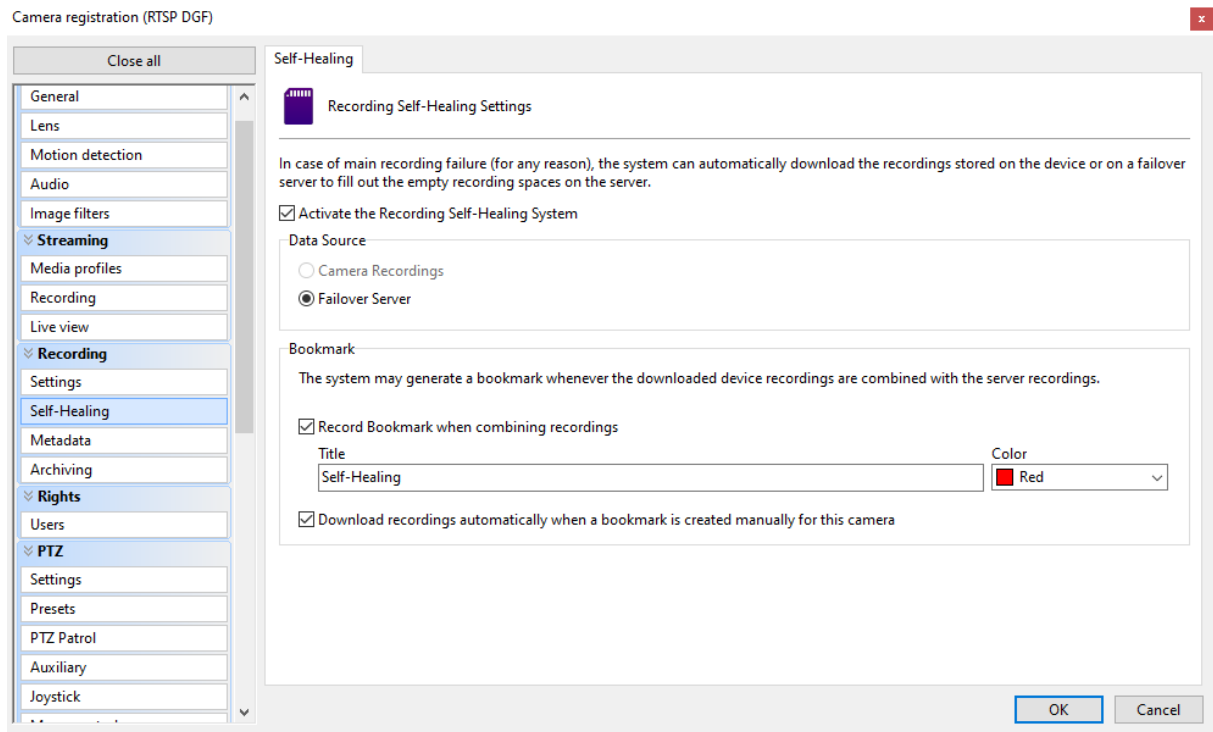 Camera registration (RTSP DGF)
x
Close all
General
Lens
Motion detection
Audio
Image filters
Streaming
Media profiles
Recording
Live view
Recording
Settings
Self-Healing
Metadata
Archiving
Rights
Users
PTZ
Settings
Presets
PTZ Patrol
Auxiliary
Joystick
Self-Healing
Recording Self-Healing Settings
In case of main recording failure (for any reason), the system can automatically download the recordings stored on the device or on a failover
server to fill out the empty recording spaces on the server.
Activate the Recording Self-Healing System
Data Source
Camera Recordings
Failover Server
Bookmark
The system may generate a bookmark whenever the downloaded device recordings are combined with the server recordings.
Record Bookmark when combining recordings
Title
Color
Self-Healing
Red
Download recordings automatically when a bookmark is created manually for this camera
OK
Cancel